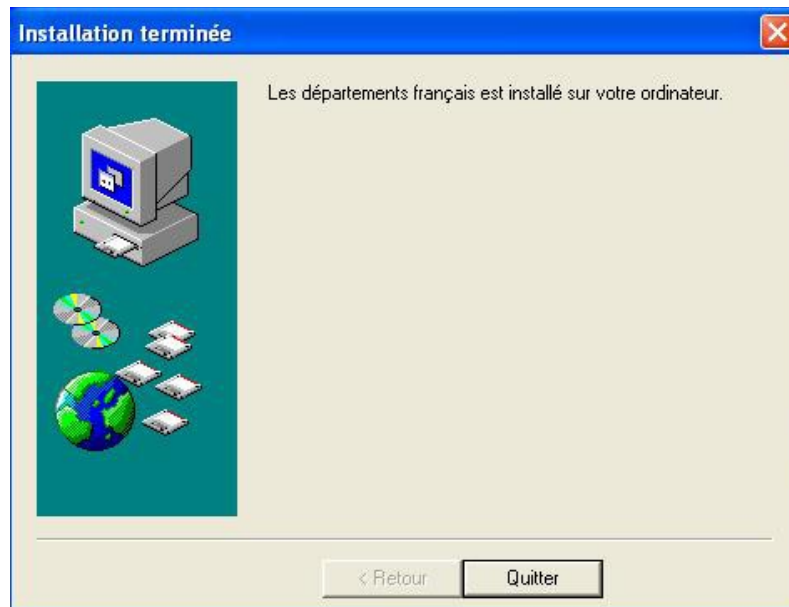 Installation terminée
Les départements français est installé sur votre ordinateur.
< Retour
Quitter